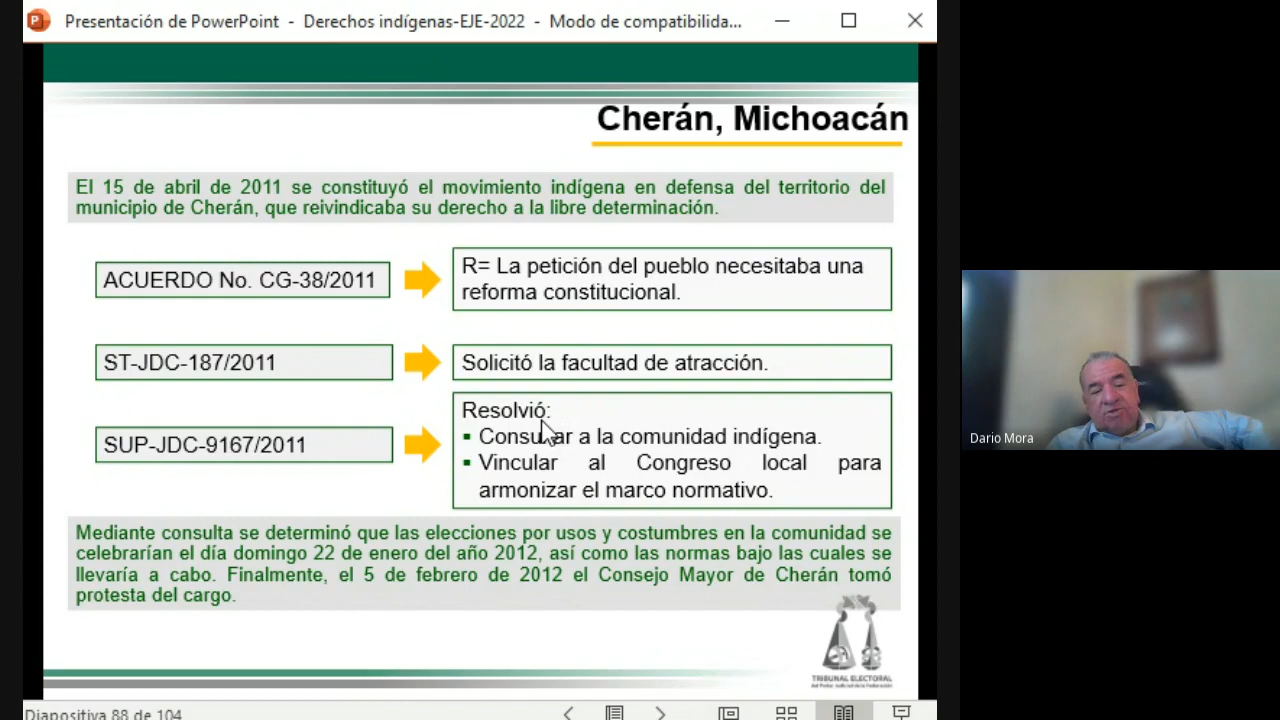 Presentación de PowerPoint - Derechos indígenas-EJE-2022 - Modo de compatibilida...
Cherán, Michoacán
El 15 de abril de 2011 se constituyó el movimiento indígena en defensa del territorio del
municipio de Cherán, que reivindicaba su derecho a la libre determinación.
ACUERDO No. CG-38/2011
R= La petición del pueblo necesitaba una
reforma constitucional.
ST-JDC-187/2011
Solicitó la facultad de atracción.
SUP-JDC-9167/2011
Resolvió:
▪ Consultar a la comunidad indígena.
▪ Vincular al Congreso local para
armonizar el marco normativo.
Mediante consulta se determinó que las elecciones por usos y costumbres en la comunidad se
celebrarían el día domingo 22 de enero del año 2012, así como las normas bajo las cuales se
llevaría a cabo. Finalmente, el 5 de febrero de 2012 el Consejo Mayor de Cherán tomó
protesta del cargo.
TRIBUNAL ELECTORAL
del Poder Judicial de la Federación
Diapositiva 88 de 104
Dario Mora